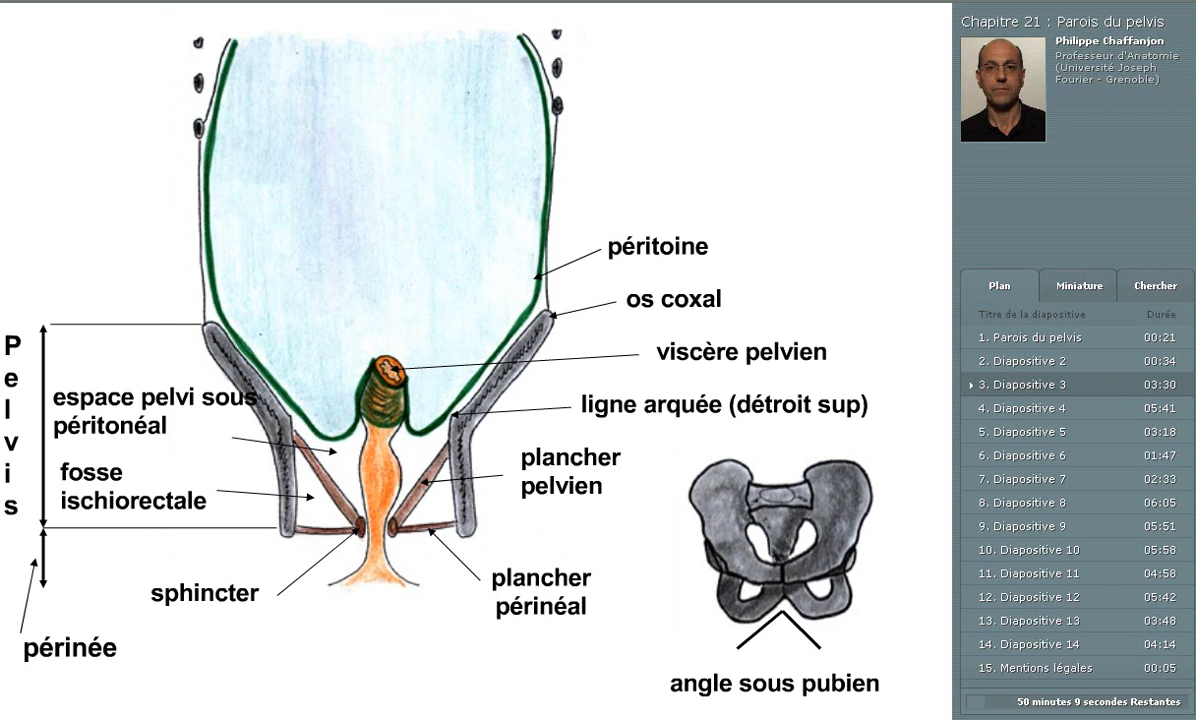 péritoine
os coxal
viscère pelvien
ligne arquée (détroit sup)
Pelvis
espace pelvi sous
péritonéal
fosse
ischiorectale
plancher
pelvien
sphincter
plancher
périnéal
périnée
angle sous pubien
Chapitre 21 : Parois du pelvis
Philippe Chaffanjon
Professeur d'Anatomie
(Université Joseph
Fourier - Grenoble)
Plan Miniature Chercher
Titre de la diapositive Durée
1. Parois du pelvis 00:21
2. Diapositive 2 00:34
3. Diapositive 3 03:30
4. Diapositive 4 05:41
5. Diapositive 5 03:18
6. Diapositive 6 01:47
7. Diapositive 7 02:33
8. Diapositive 8 06:05
9. Diapositive 9 05:51
10. Diapositive 10 05:58
11. Diapositive 11 04:58
12. Diapositive 12 05:42
13. Diapositive 13 03:48
14. Diapositive 14 04:14
15. Mentions légales 00:05
50 minutes 9 secondes Restantes